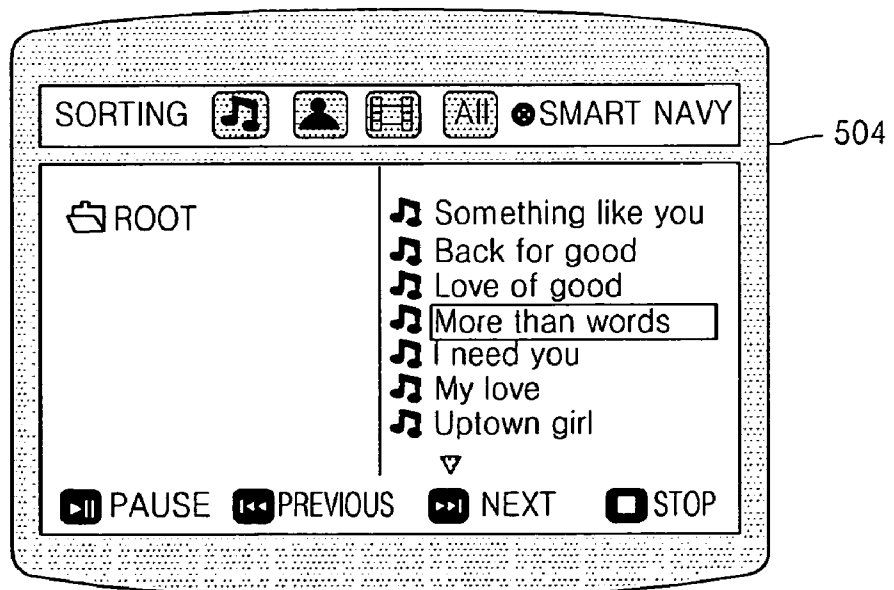 SORTING All SMART NAVY
504
ROOT
Something like you
Back for good
Love of good
More than words
I need you
My love
Uptown girl
PAUSE PREVIOUS NEXT STOP